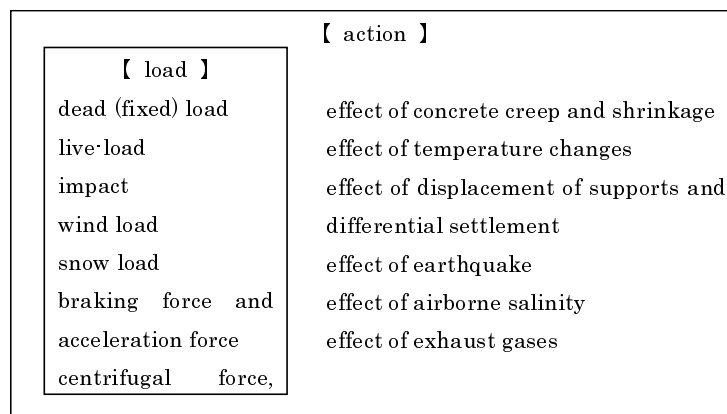 【 action 】
【 load 】
dead (fixed) load
live-load
impact
wind load
snow load
braking force and
acceleration force
centrifugal force,
effect of concrete creep and shrinkage
effect of temperature changes
effect of displacement of supports and
differential settlement
effect of earthquake
effect of airborne salinity
effect of exhaust gases